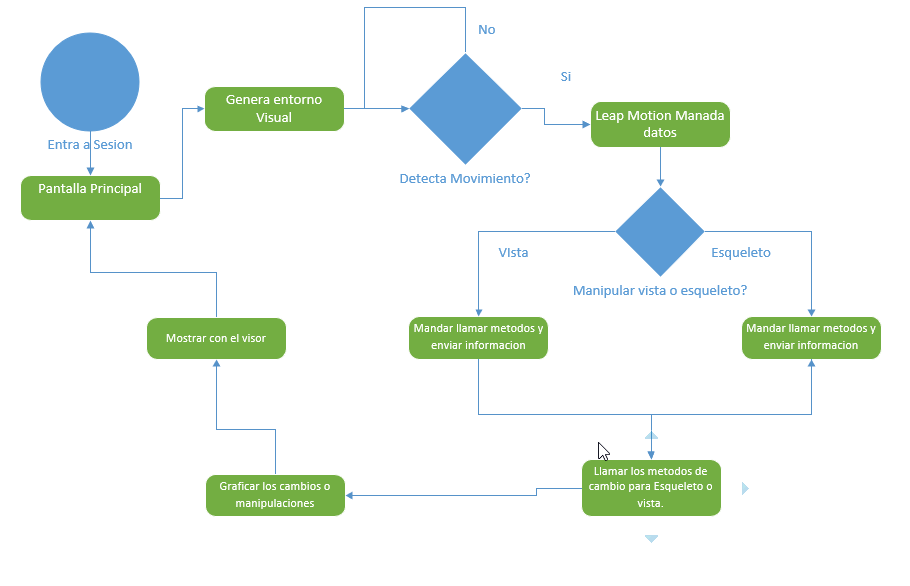 Entra a Sesion
Pantalla Principal
Genera entorno
Visual
No
Detecta Movimiento?
Si
Leap Motion Manada
datos
VIsta
Esqueleto
Manipular vista o esqueleto?
Mandar llamar metodos y
enviar informacion
Mandar llamar metodos y
enviar informacion
Llamar los metodos de
cambio para Esqueleto o
vista.
Graficar los cambios o
manipulaciones
Mostrar con el visor